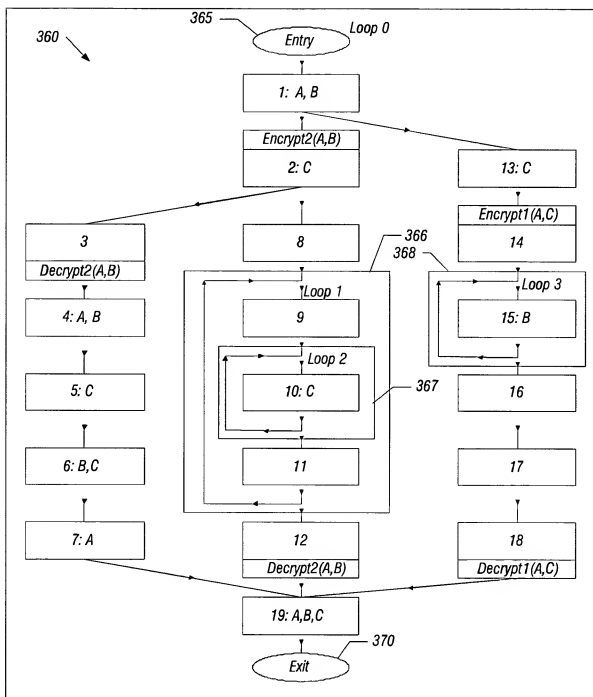 365
Entry
Loop 0
360
1: A, B
Encrypt2(A,B)
2: C
13: C
3
Decrypt2(A,B)
8
Encrypt1(A,C)
14
366
368
Loop 1
Loop 3
4: A, B
9
15: B
Loop 2
5: C
10: C
367
16
6: B,C
11
17
7: A
12
Decrypt2(A,B)
18
Decrypt1(A,C)
19: A,B,C
370
Exit